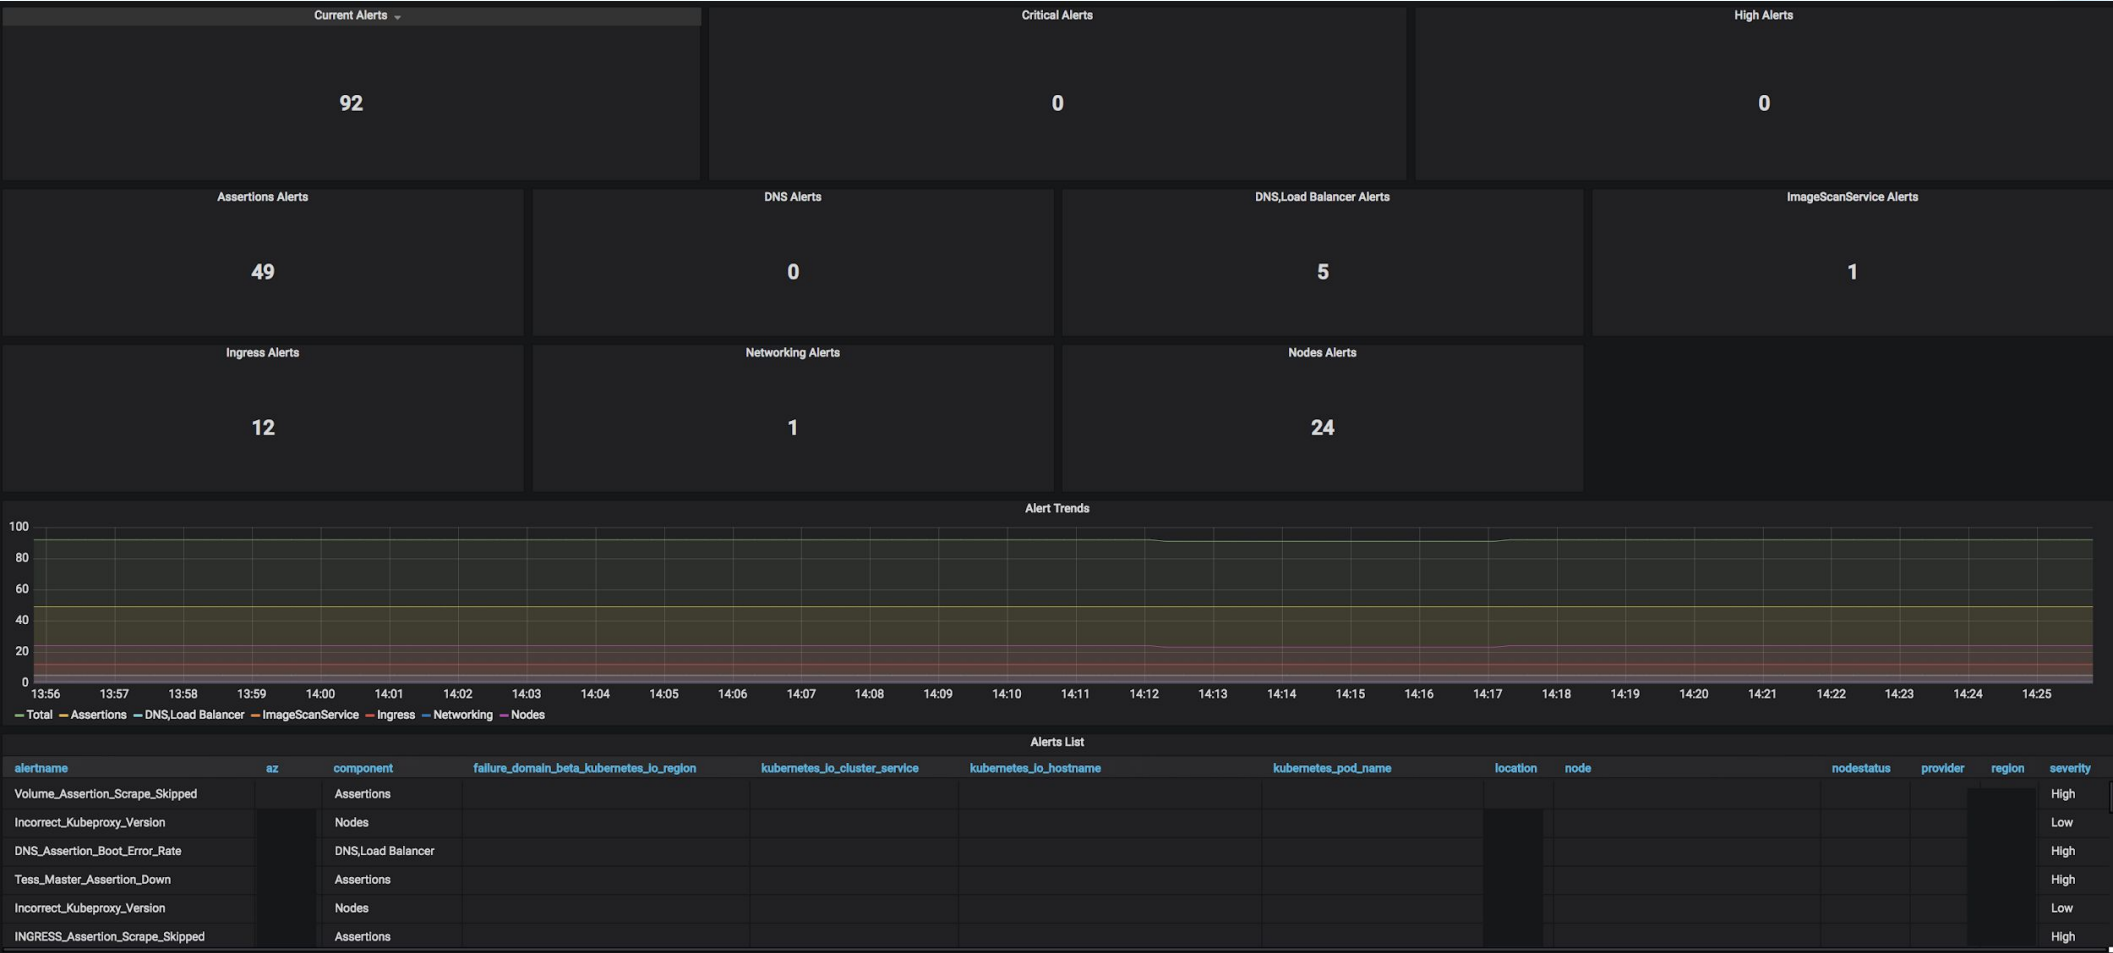 Current Alerts
Critical Alerts
High Alerts
92
0
0
Assertions Alerts
DNS Alerts
DNS,Load Balancer Alerts
ImageScanService Alerts
49
0
5
1
Ingress Alerts
Networking Alerts
Nodes Alerts
12
1
24
Alert Trends
100
80
60
40
20
0
13:56 13:57 13:58 13:59 14:00 14:01 14:02 14:03 14:04 14:05 14:06 14:07 14:08 14:09 14:10 14:11 14:12 14:13 14:14 14:15 14:16 14:17 14:18 14:19 14:20 14:21 14:22 14:23 14:24 14:25
Total Assertions DNS,Load Balancer ImageScanService Ingress Networking Nodes
Alerts List
alertname az component failure_domain_beta_kubernetes_io_region kubernetes_io_cluster_service kubernetes_io_hostname kubernetes_pod_name location node nodestatus provider region severity
Volume_Assertion_Scrape_Skipped Assertions High
Incorrect_Kubeproxy_Version Nodes Low
DNS_Assertion_Boot_Error_Rate DNS,Load Balancer High
Tess_Master_Assertion_Down Assertions High
Incorrect_Kubeproxy_Version Nodes Low
INGRESS_Assertion_Scrape_Skipped Assertions High